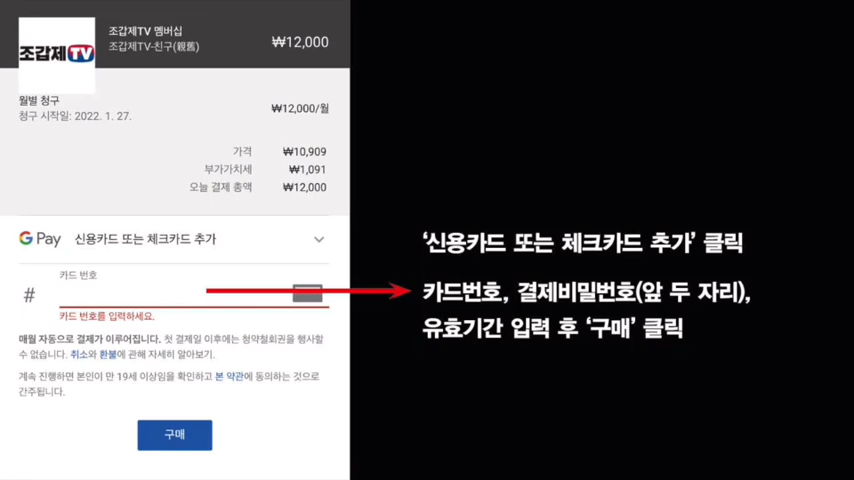 조갑제TV
조갑제TV 멤버십
조갑제TV-친구(親舊)
₩12,000
월별 청구
청구 시작일: 2022. 1. 27.
₩12,000/월
가격 ₩10,909
부가가치세 ₩1,091
오늘 결제 총액 ₩12,000
G Pay 신용카드 또는 체크카드 추가
카드 번호
#
카드 번호를 입력하세요.
매월 자동으로 결제가 이루어집니다. 첫 결제일 이후에는 청약철회권을 행사할
수 없습니다. 취소와 환불에 관해 자세히 알아보기.
계속 진행하면 본인이 만 19세 이상임을 확인하고 본 약관에 동의하는 것으로
간주됩니다.
구매
‘신용카드 또는 체크카드 추가’ 클릭
카드번호, 결제비밀번호(앞 두 자리),
유효기간 입력 후 ‘구매’ 클릭